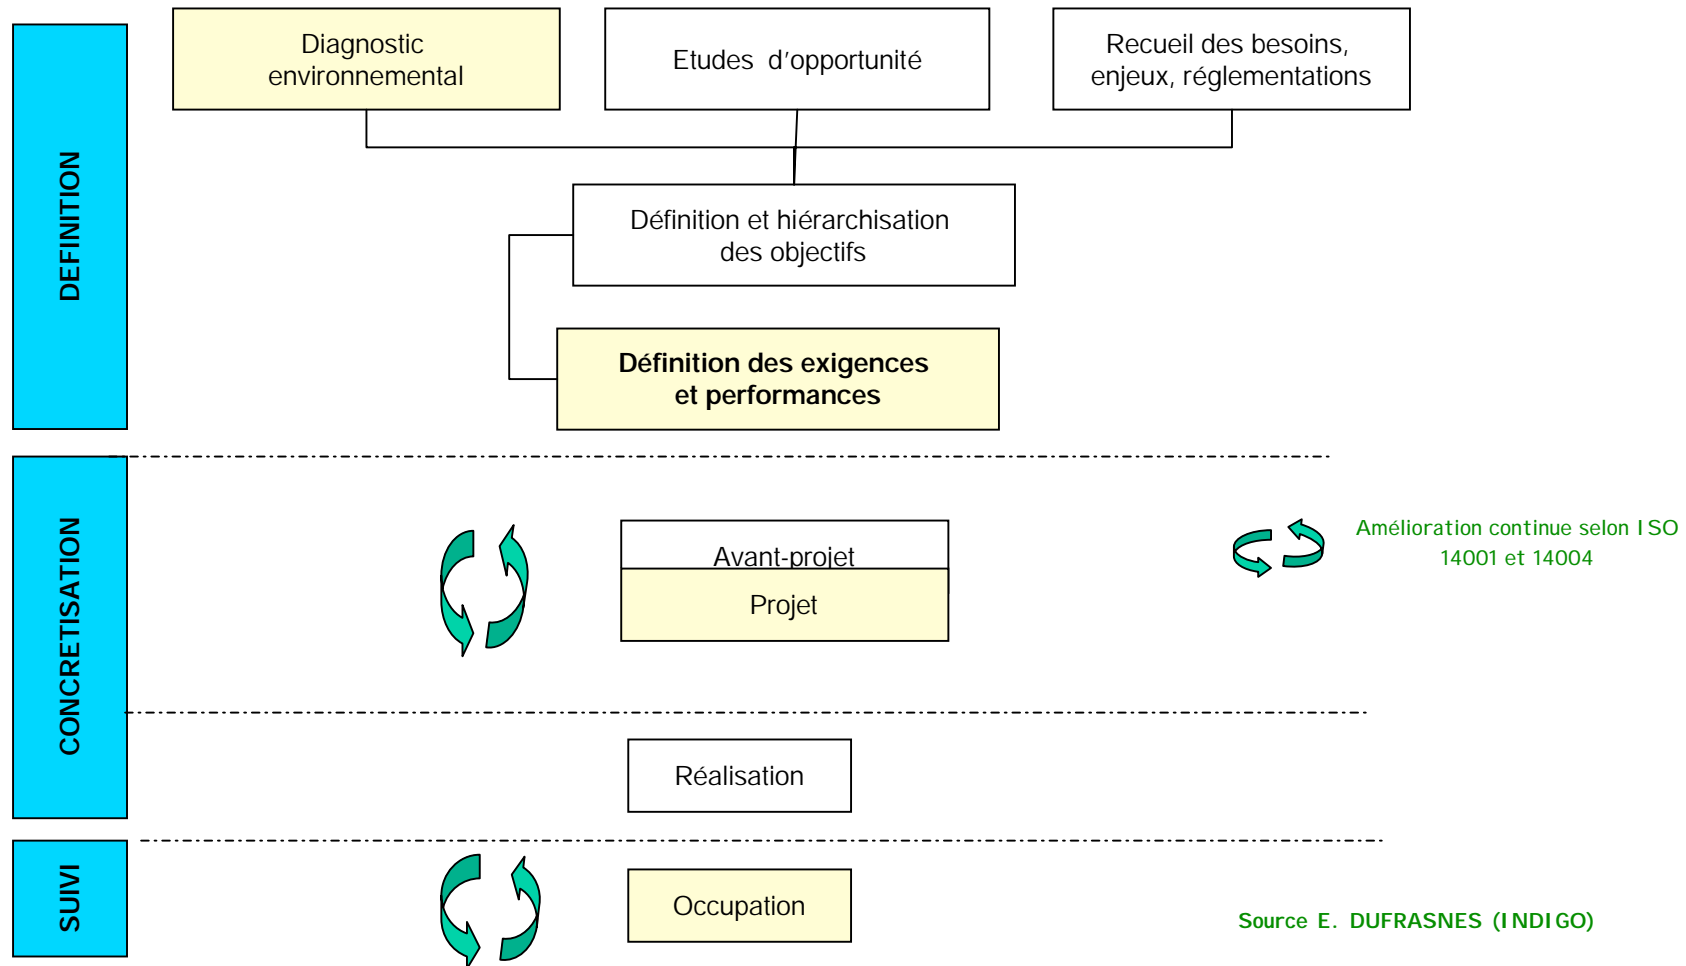 DEFINITION
Diagnostic
environnemental
Etudes d'opportunité
Recueil des besoins,
enjeux, réglementations
Définition et hiérarchisation
des objectifs
Définition des exigences
et performances
CONCRETISATION
Avant-projet
Projet
Amélioration continue selon ISO
14001 et 14004
Réalisation
SUIVI
Occupation
Source E. DUFRASNES (INDIGO)